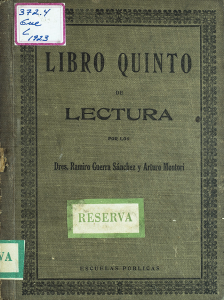 372.4
Gue
L
1923
LIBRO QUINTO
DE
LECTURA
POR LOS
Dres. Ramiro Guerra Sánchez y Arturo Montori
RESERVA
VA
ESCUELAS PUBLICAS